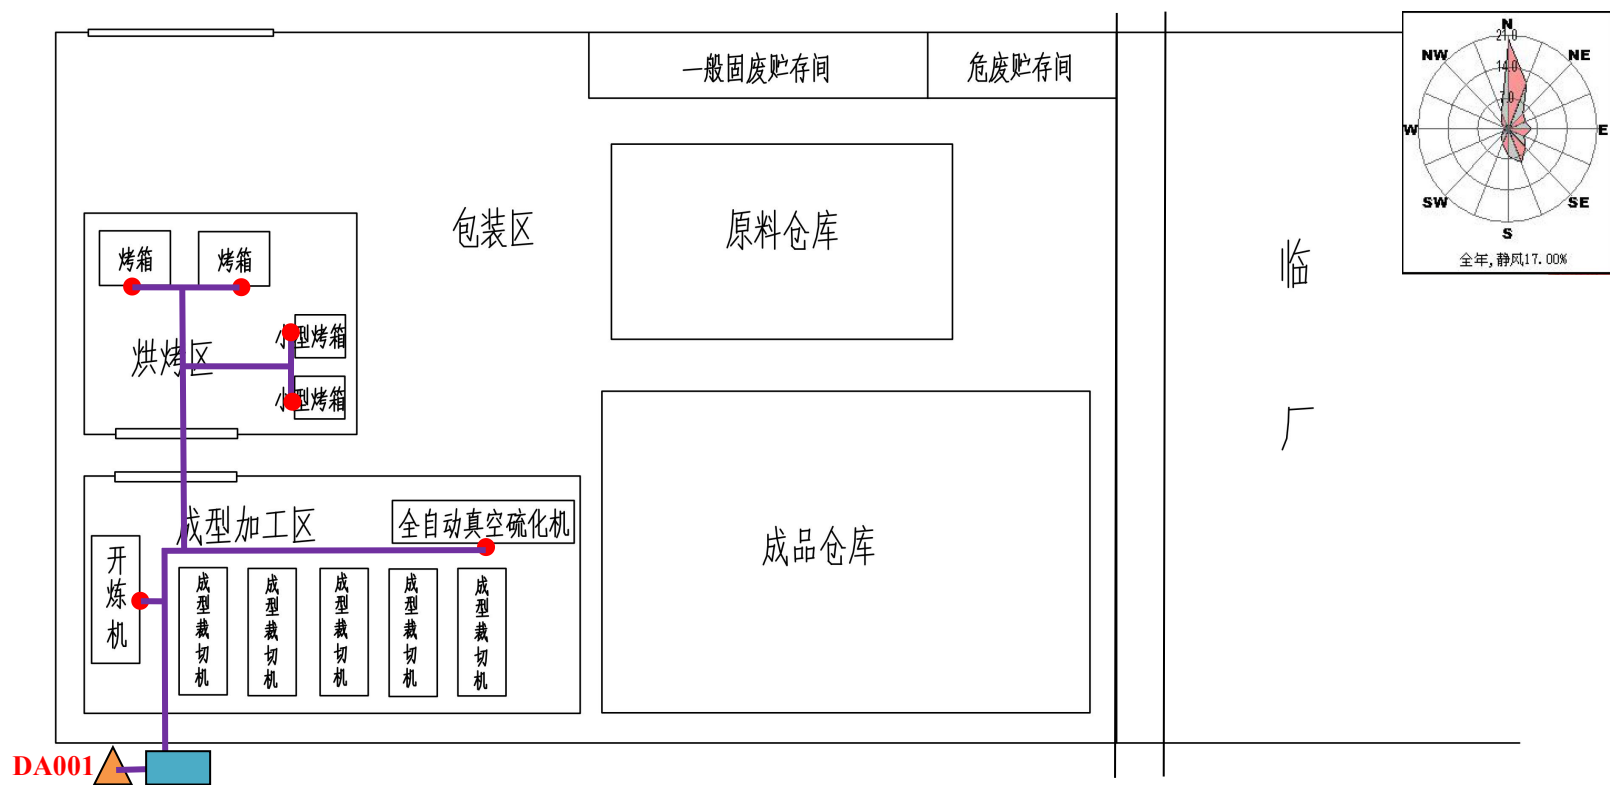 一般固废贮存间
危废贮存间
N
21.0
NW
NE
14.0
7.0
W
E
SW
SE
S
全年,静风17.00%
包装区
原料仓库
临
厂
烤箱
烤箱
小型烤箱
烘烤区
小型烤箱
成型加工区
全自动真空硫化机
成品仓库
开炼机
成型裁切机
成型裁切机
成型裁切机
成型裁切机
成型裁切机
DA001